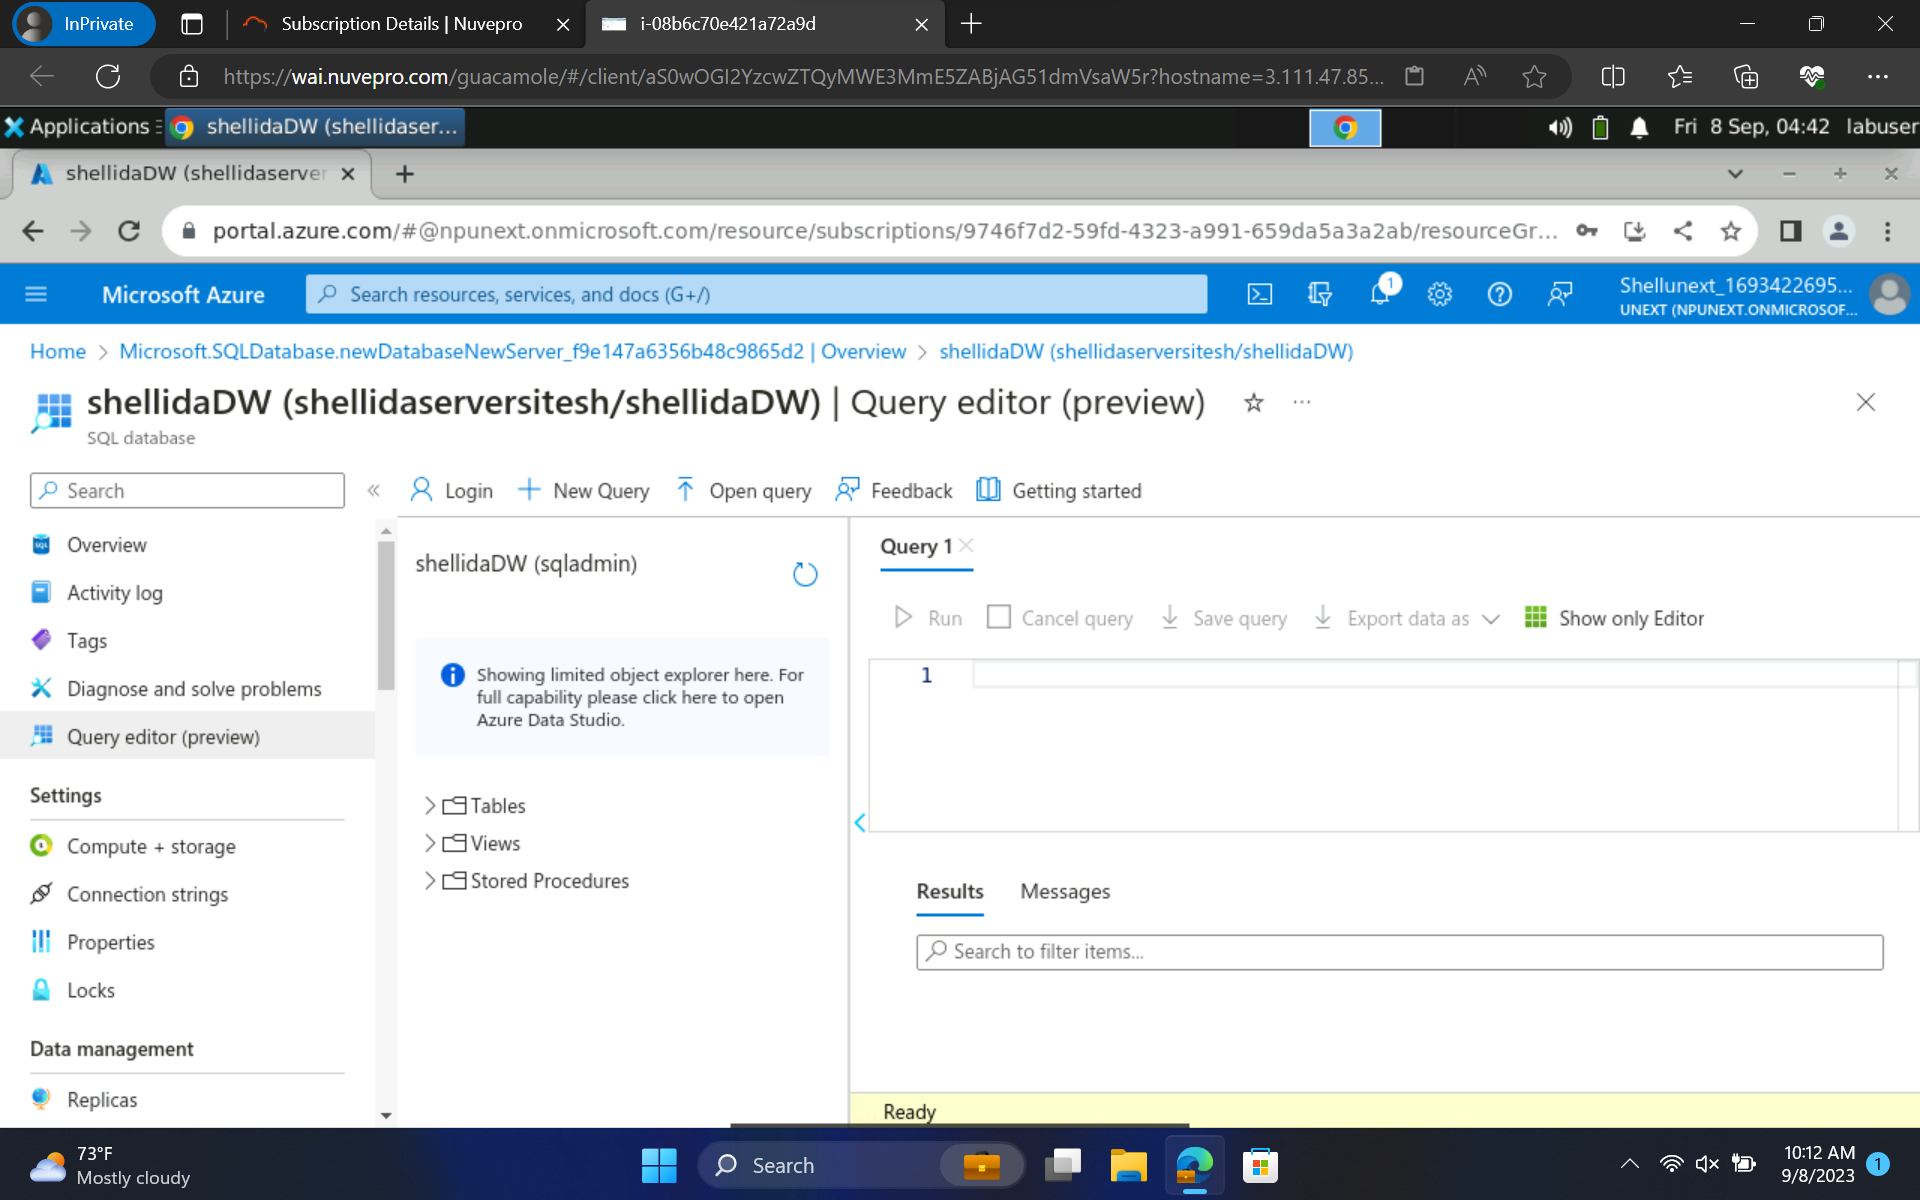 InPrivate
Subscription Details | Nuvepro
i-08b6c70e421a72a9d
https://wai.nuvepro.com/guacamole/#/client/aS0wOGI2YzcwZTQyMWE3MmE5ZABjAG51dmVsaW5r?hostname=3.111.47.85...
Applications
shellidaDW (shellidaser...
Fri 8 Sep, 04:42 labuser
shellidaDW (shellidaserver
portal.azure.com/#@npunext.onmicrosoft.com/resource/subscriptions/9746f7d2-59fd-4323-a991-659da5a3a2ab/resourceGr...
Microsoft Azure
Search resources, services, and docs (G+/)
1
Shellunext_1693422695...
UNEXT (NPUNEXT.ONMICROSOF...
Home > Microsoft.SQLDatabase.newDatabaseNewServer_f9e147a6356b48c9865d2 | Overview > shellidaDW (shellidaserversitesh/shellidaDW)
shellidaDW (shellidaserversitesh/shellidaDW) | Query editor (preview)
SQL database
Search
Login
New Query
Open query
Feedback
Getting started
Overview
Activity log
Tags
Diagnose and solve problems
Query editor (preview)
Settings
Compute + storage
Connection strings
Properties
Locks
Data management
Replicas
shellidaDW (sqladmin)
Showing limited object explorer here. For
full capability please click here to open
Azure Data Studio.
Tables
Views
Stored Procedures
Query 1
Run
Cancel query
Save query
Export data as
Show only Editor
1
Results
Messages
Search to filter items...
Ready
73°F
Mostly cloudy
Search
10:12 AM
9/8/2023
1